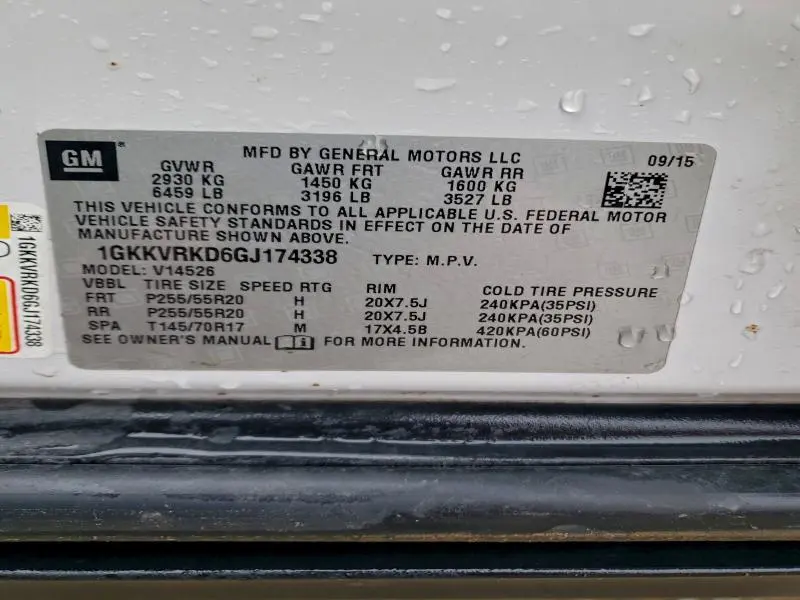 GM
MFD BY GENERAL MOTORS LLC
09/15
GVWR GAWR FRT GAWR RR
2930 KG 1450 KG 1600 KG
6459 LB 3196 LB 3527 LB
THIS VEHICLE CONFORMS TO ALL APPLICABLE U.S. FEDERAL MOTOR
VEHICLE SAFETY STANDARDS IN EFFECT ON THE DATE OF
MANUFACTURE SHOWN ABOVE.
1GKKVRKD6GJ174338 TYPE: M.P.V.
MODEL: V14526
VBBL TIRE SIZE SPEED RTG RIM COLD TIRE PRESSURE
FRT P255/55R20 H 20X7.5J 240KPA(35PSI)
RR P255/55R20 H 20X7.5J 240KPA(35PSI)
SPA T145/70R17 M 17X4.5B 420KPA(60PSI)
SEE OWNER'S MANUAL FOR MORE INFORMATION.
1GKKVRKD6GJ174338